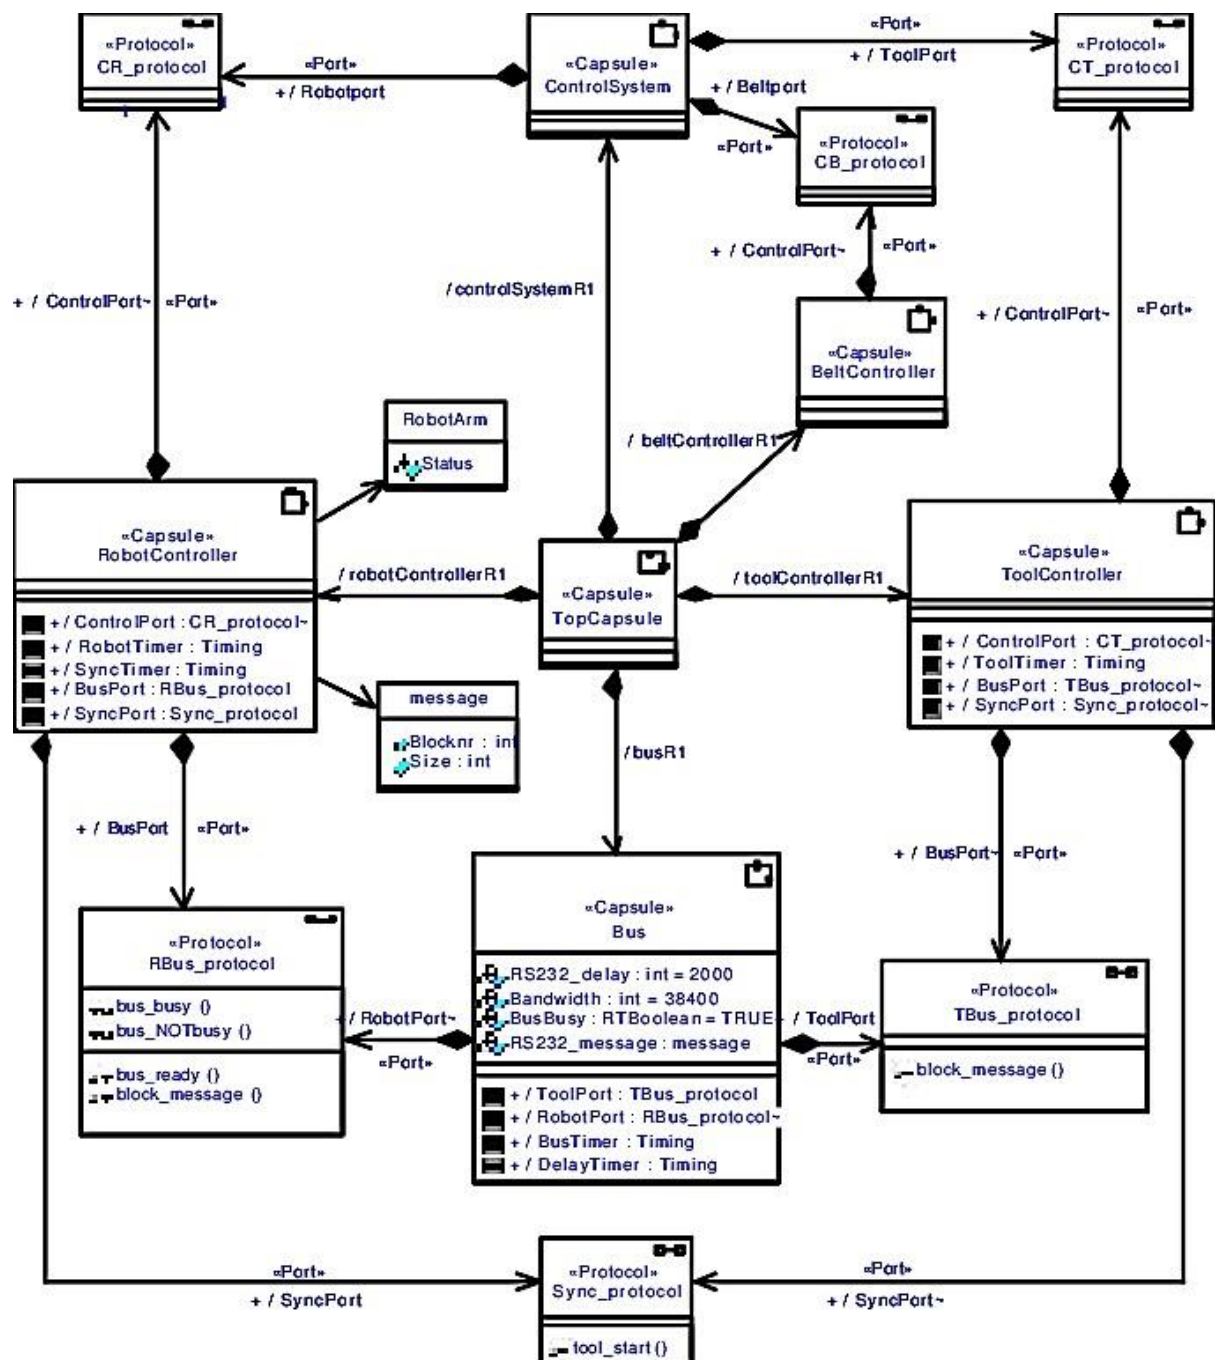 «Protocol»
CR_protocol
«Port»
+ / Robotport
«Capsule»
ControlSystem
«Port»
+ / ToolPort
«Protocol»
CT_protocol
+ / Beltport
«Port»
«Protocol»
CB_protocol
+ / ControlPort~ «Port»
/controlSystemR1
+ / ControlPort~ «Port»
+ / ControlPort~ «Port»
«Capsule»
BeltController
RobotArm
Status
/ beltControllerR1
«Capsule»
RobotController
+ / ControlPort : CR_protocol~
+ / RobotTimer : Timing
+ / SyncTimer : Timing
+ / BusPort : RBus_protocol
+ / SyncPort : Sync_protocol
/robotControllerR1
«Capsule»
TopCapsule
/toolControllerR1
«Capsule»
ToolController
+ / ControlPort : CT_protocol~
+ / ToolTimer : Timing
+ / BusPort : TBus_protocol~
+ / SyncPort : Sync_protocol~
message
Blocknr : int
Size : int
/busR1
+ / BusPort «Port»
+ / BusPort~ «Port»
«Protocol»
RBus_protocol
bus_busy ()
bus_NOTbusy ()
bus_ready ()
block_message ()
+ / RobotPort~
«Port»
«Capsule»
Bus
RS232_delay : int = 2000
Bandwidth : int = 38400
BusBusy : RTBoolean = TRUE
RS232_message : message
+ / ToolPort : TBus_protocol
+ / RobotPort : RBus_protocol~
+ / BusTimer : Timing
+ / DelayTimer : Timing
+ / ToolPort
«Port»
«Protocol»
TBus_protocol
block_message ()
«Port»
+ / SyncPort
«Protocol»
Sync_protocol
tool_start ()
«Port»
+ / SyncPort~